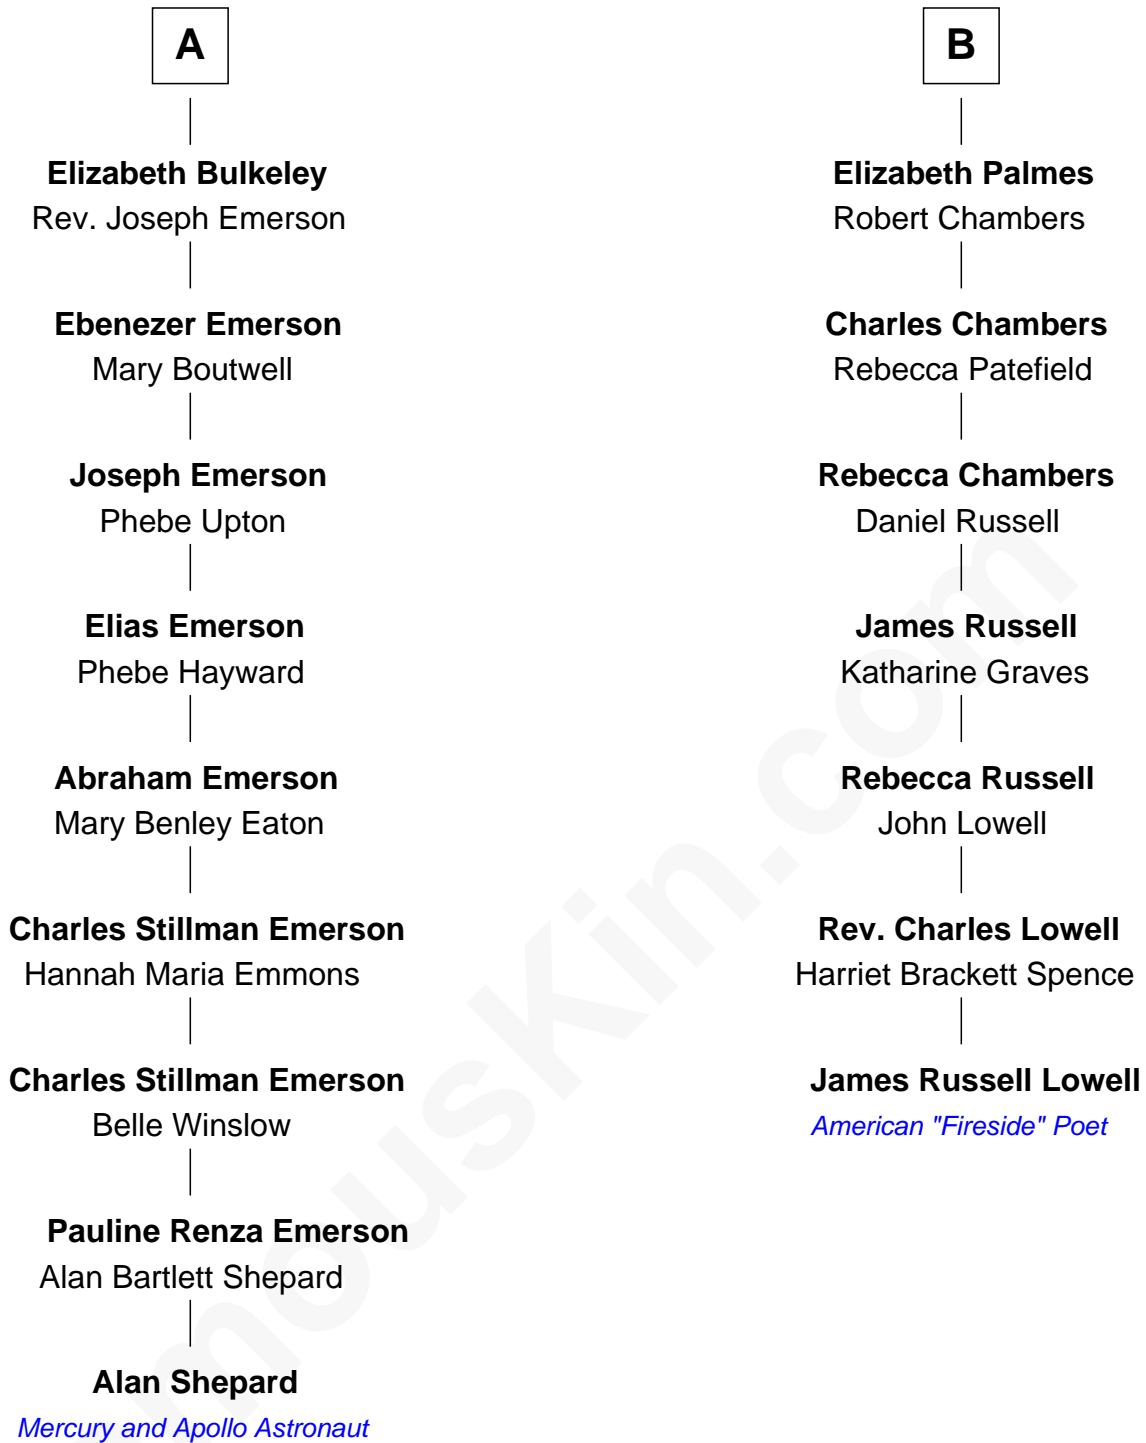 A
Elizabeth Bulkeley
Rev. Joseph Emerson
Ebenezer Emerson
Mary Boutwell
Joseph Emerson
Phebe Upton
Elias Emerson
Phebe Hayward
Abraham Emerson
Mary Benley Eaton
Charles Stillman Emerson
Hannah Maria Emmons
Charles Stillman Emerson
Belle Winslow
Pauline Renza Emerson
Alan Bartlett Shepard
Alan Shepard
Mercury and Apollo Astronaut
B
Elizabeth Palmes
Robert Chambers
Charles Chambers
Rebecca Patefield
Rebecca Chambers
Daniel Russell
James Russell
Katharine Graves
Rebecca Russell
John Lowell
Rev. Charles Lowell
Harriet Brackett Spence
James Russell Lowell
American "Fireside" Poet
mousKin.com